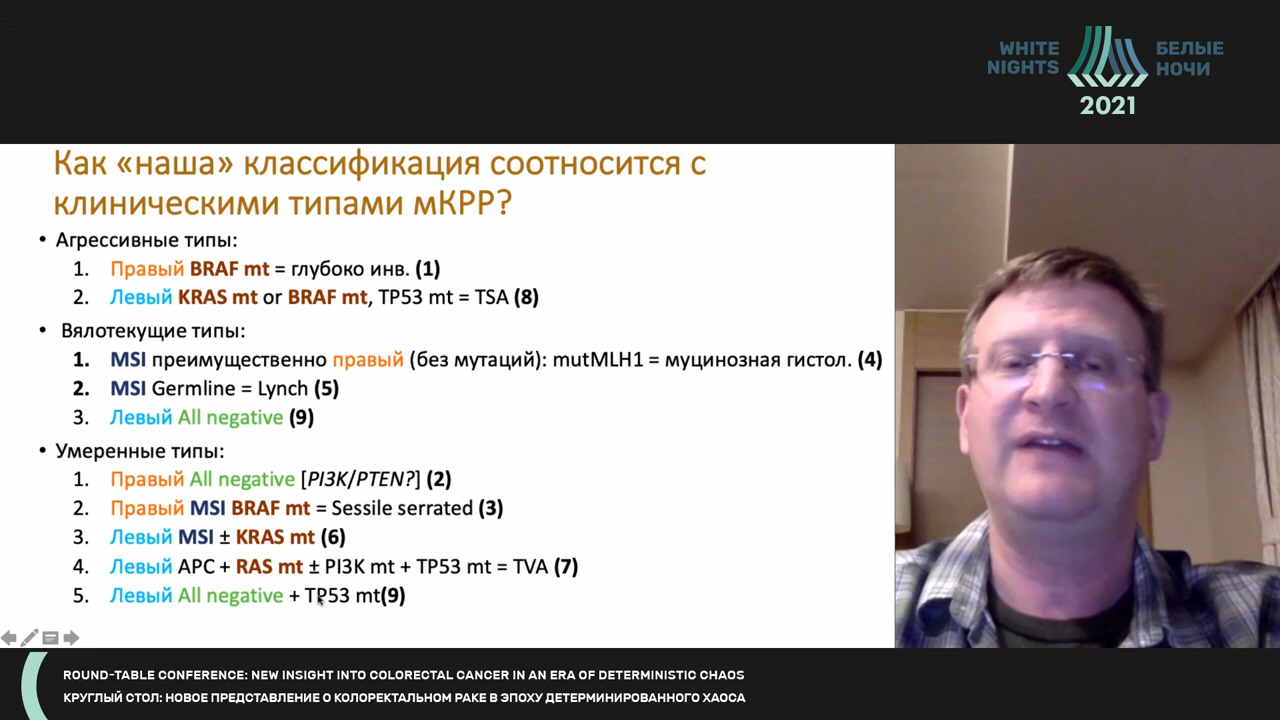 WHITE NIGHTS
БЕЛЫЕ НОЧИ
2021
Как «наша» классификация соотносится с
клиническими типами мКРР?
• Агрессивные типы:
1. Правый BRAF mt = глубоко инв. (1)
2. Левый KRAS mt or BRAF mt, TP53 mt = TSA (8)
• Вялотекущие типы:
1. MSI преимущественно правый (без мутаций): mutMLH1 = муцинозная гистол. (4)
2. MSI Germline = Lynch (5)
3. Левый All negative (9)
• Умеренные типы:
1. Правый All negative [PI3K/PTEN?] (2)
2. Правый MSI BRAF mt = Sessile serrated (3)
3. Левый MSI ± KRAS mt (6)
4. Левый APC + RAS mt ± PI3K mt + TP53 mt = TVA (7)
5. Левый All negative + TP53 mt(9)
ROUND-TABLE CONFERENCE: NEW INSIGHT INTO COLORECTAL CANCER IN AN ERA OF DETERMINISTIC CHAOS
КРУГЛЫЙ СТОЛ: НОВОЕ ПРЕДСТАВЛЕНИЕ О КОЛОРЕКТАЛЬНОМ РАКЕ В ЭПОХУ ДЕТЕРМИНИРОВАННОГО ХАОСА